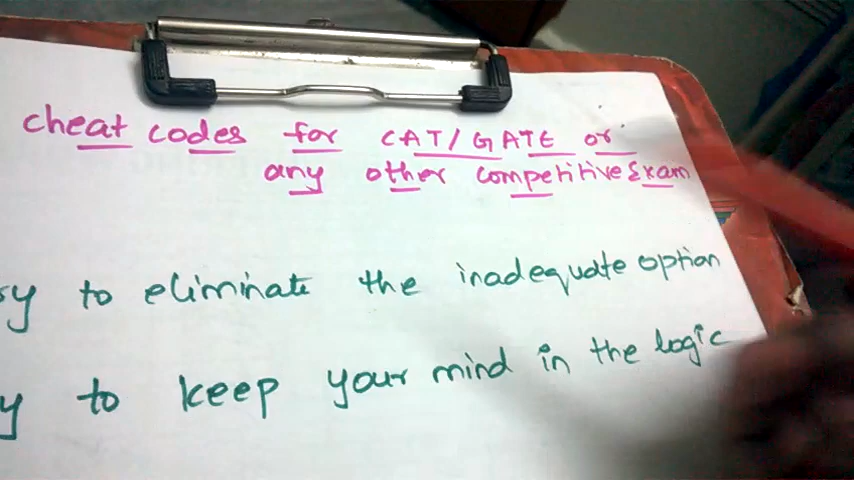 cheat codes for CAT/GATE or
any other competitive Exam
to eliminate the inadequate option
to keep your mind in the logic